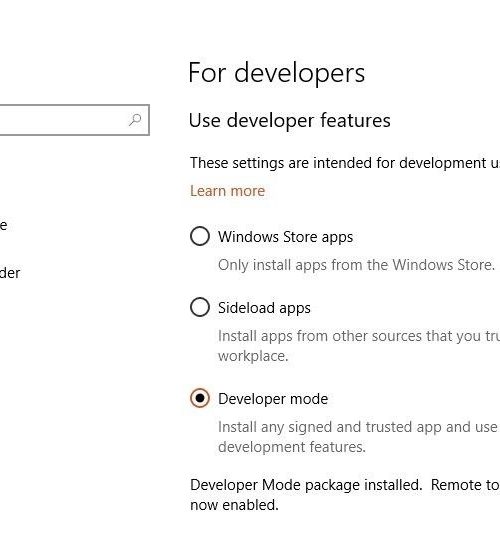 For developers
Use developer features
These settings are intended for development
Learn more
e
Windows Store apps
Only install apps from the Windows Store.
der
Sideload apps
Install apps from other sources that you
workplace.
Developer mode
Install any signed and trusted app and use
development features.
Developer Mode package installed. Remote to
now enabled.